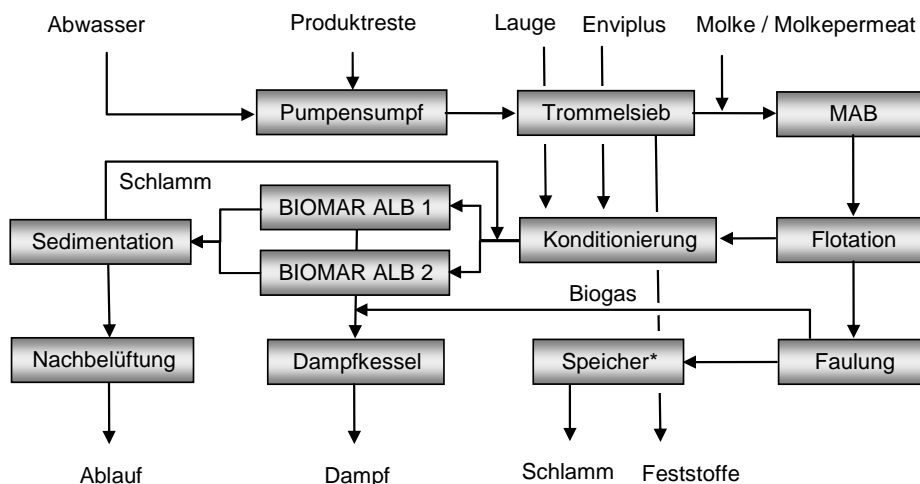 Abwasser
Produktreste
Lauge
Enviplus
Molke / Molkepermeat
Pumpensumpf
Trommelsieb
MAB
Schlamm
BIOMAR ALB 1
Sedimentation
Konditionierung
Flotation
BIOMAR ALB 2
Biogas
Nachbelüftung
Dampfkessel
Speicher*
Faulung
Ablauf
Dampf
Schlamm
Feststoffe